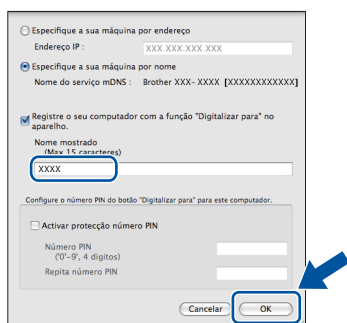 Especifique a sua máquina por endereço
Endereço IP : XXX.XXX.XXX.XXX
Especifique a sua máquina por nome
Nome do serviço mDNS : Brother XXX-XXXX [XXXXXXXXXXXX]
Registre o seu computador com a função "Digitalizar para" no
aparelho.
Nome mostrado
(Max 15 caracteres)
XXXX
Configure o número PIN do botão "Digitalizar para" para este computador.
Activar protecção número PIN
Número PIN
('0'-9', 4 digitos)
Repita número PIN
Cancelar OK